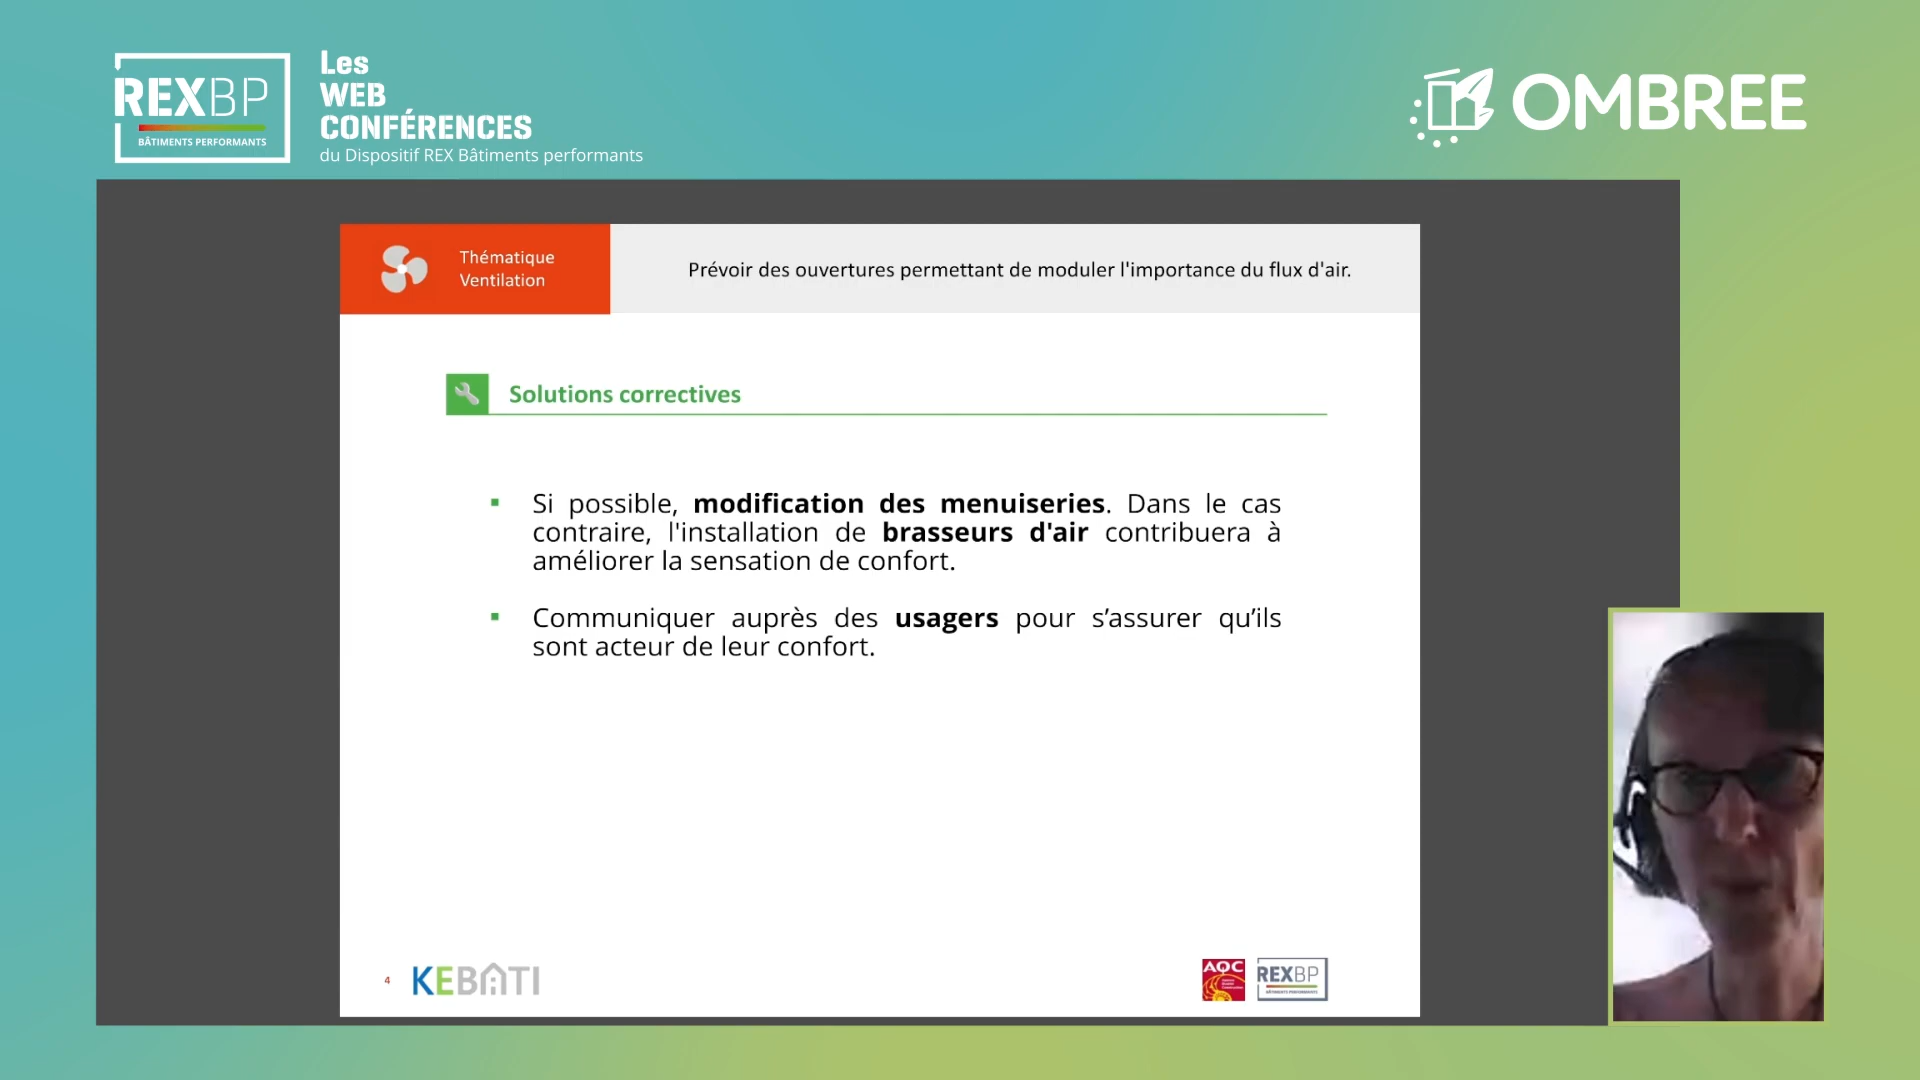 REXBP
BÂTIMENTS PERFORMANTS
Les
WEB
CONFÉRENCES
du Dispositif REX Bâtiments performants
OMBREE
Thématique
Ventilation
Prévoir des ouvertures permettant de moduler l'importance du flux d'air.
Solutions correctives
▪ Si possible, modification des menuiseries. Dans le cas
contraire, l'installation de brasseurs d'air contribuera à
améliorer la sensation de confort.
▪ Communiquer auprès des usagers pour s’assurer qu’ils
sont acteur de leur confort.
4
KEBATI
AQC
REXBP
BÂTIMENTS PERFORMANTS